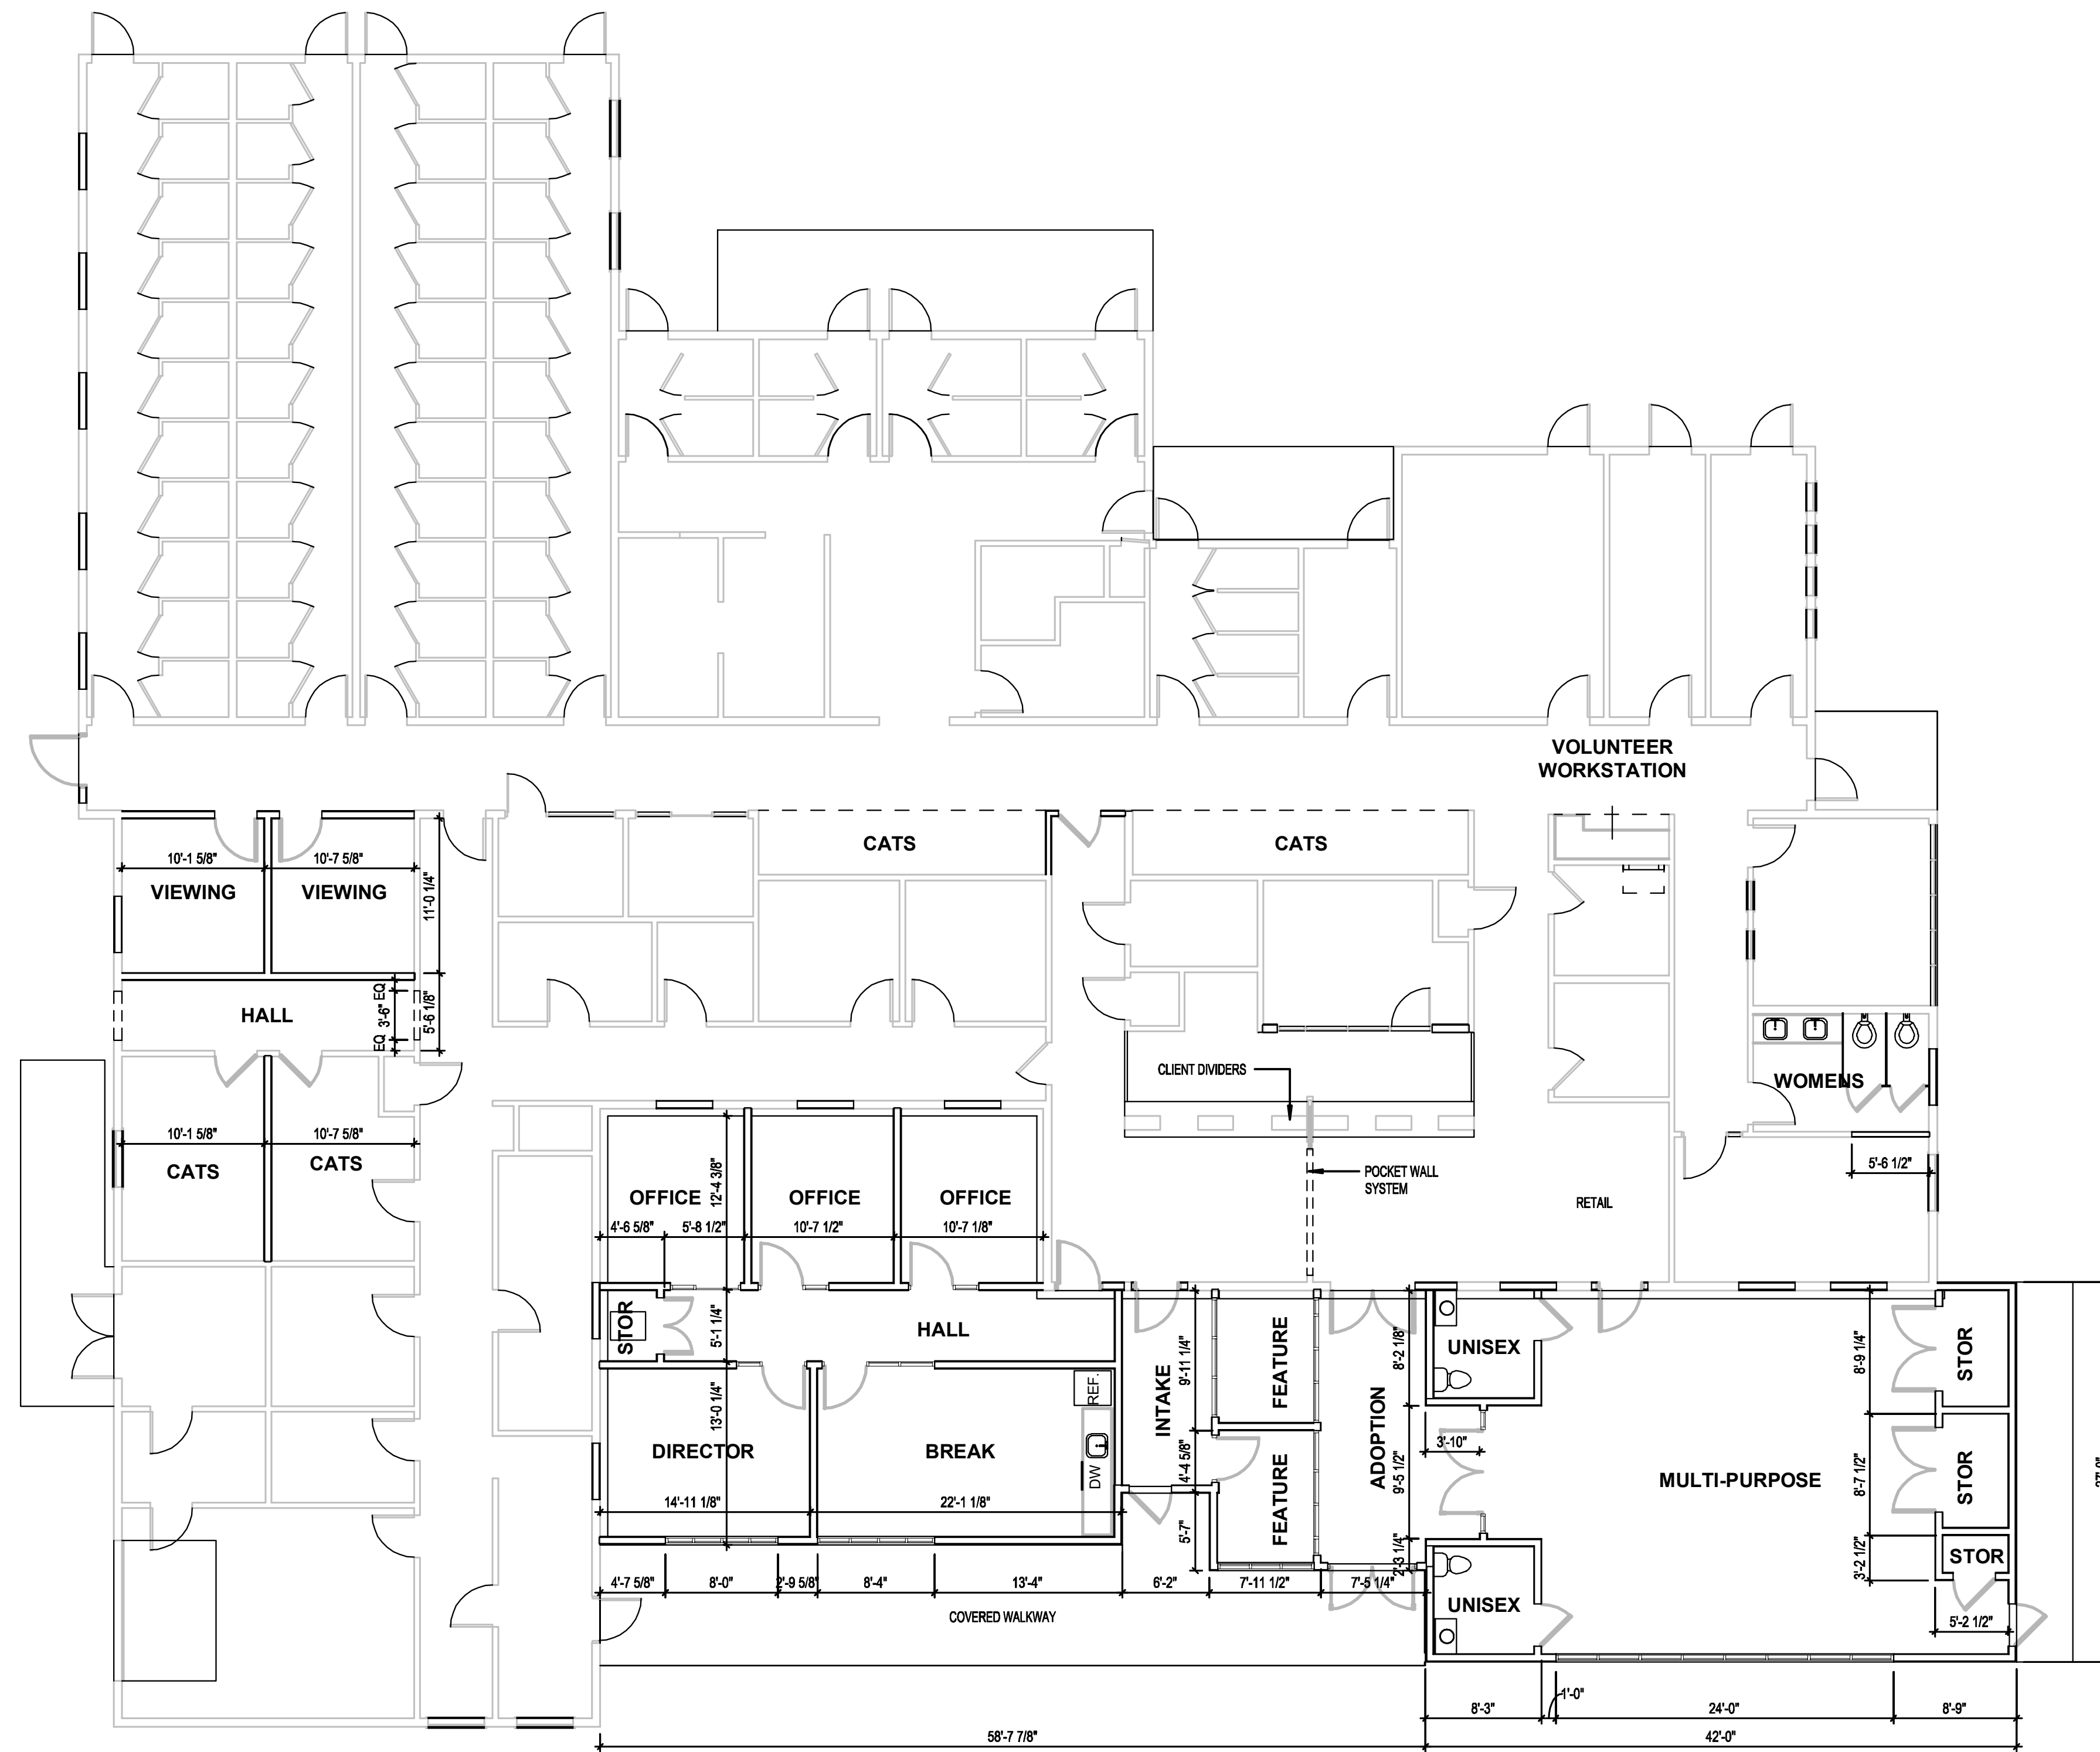 VOLUNTEER
WORKSTATION
CATS
CATS
10'-1 5/8"
10'-7 5/8"
VIEWING
VIEWING
11'-0 1/4"
EQ
3'-6"
EQ
5'-6 1/8"
HALL
CLIENT DIVIDERS
WOMENS
10'-1 5/8"
10'-7 5/8"
CATS
CATS
5'-6 1/2"
POCKET WALL
SYSTEM
RETAIL
OFFICE
OFFICE
OFFICE
12'-4 3/8"
4'-6 5/8"
5'-8 1/2"
10'-7 1/2"
10'-7 1/8"
STOR
5'-1 1/4"
HALL
INTAKE
9'-11 1/4"
FEATURE
8'-2 1/8"
UNISEX
8'-9 1/4"
STOR
REF.
13'-0 1/4"
DIRECTOR
BREAK
DW
4'-4 5/8"
FEATURE
ADOPTION
9'-5 1/2"
3'-10"
MULTI-PURPOSE
8'-7 1/2"
STOR
14'-11 1/8"
22'-1 1/8"
5'-7"
2'-3 1/4"
3'-2 1/2"
STOR
4'-7 5/8"
8'-0"
2'-9 5/8"
8'-4"
13'-4"
6'-2"
7'-11 1/2"
7'-5 1/4"
UNISEX
COVERED WALKWAY
5'-2 1/2"
8'-3"
1'-0"
24'-0"
8'-9"
58'-7 7/8"
42'-0"